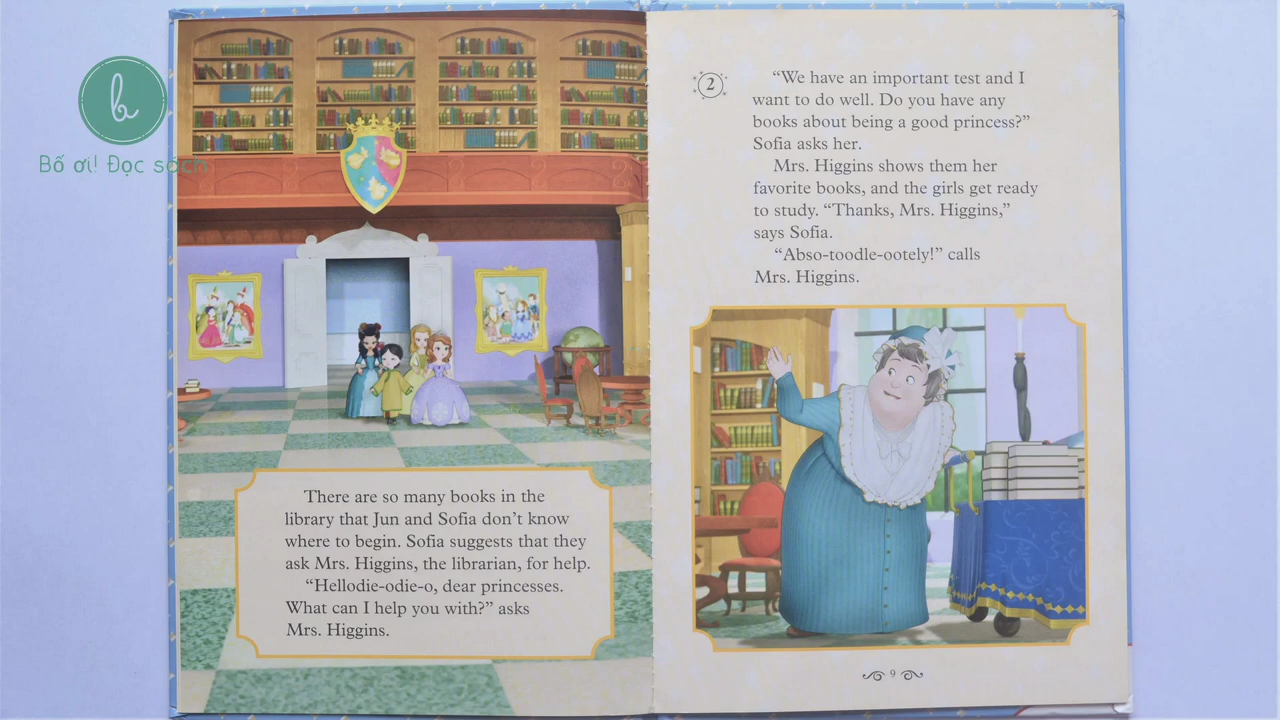 b
Bố ơi! Đọc sách
There are so many books in the
library that Jun and Sofia don’t know
where to begin. Sofia suggests that they
ask Mrs. Higgins, the librarian, for help.
“Hellodie-odie-o, dear princesses.
What can I help you with?” asks
Mrs. Higgins.
2
“We have an important test and I
want to do well. Do you have any
books about being a good princess?”
Sofia asks her.
Mrs. Higgins shows them her
favorite books, and the girls get ready
to study. “Thanks, Mrs. Higgins,”
says Sofia.
“Abso-toodle-ootely!” calls
Mrs. Higgins.
9